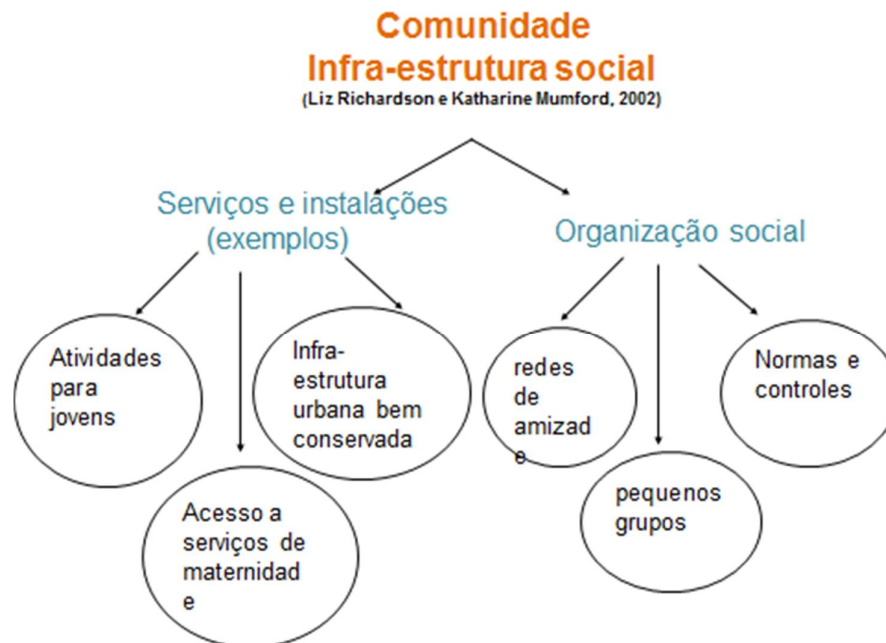 Comunidade
Infra-estrutura social
(Liz Richardson e Katharine Mumford, 2002)
Serviços e instalações
(exemplos)
Organização social
Atividades
para
jovens
Infra-
estrutura
urbana bem
conservada
redes
de
amizad
e
Normas e
controles
Acesso a
serviços de
maternidad
e
pequenos
grupos